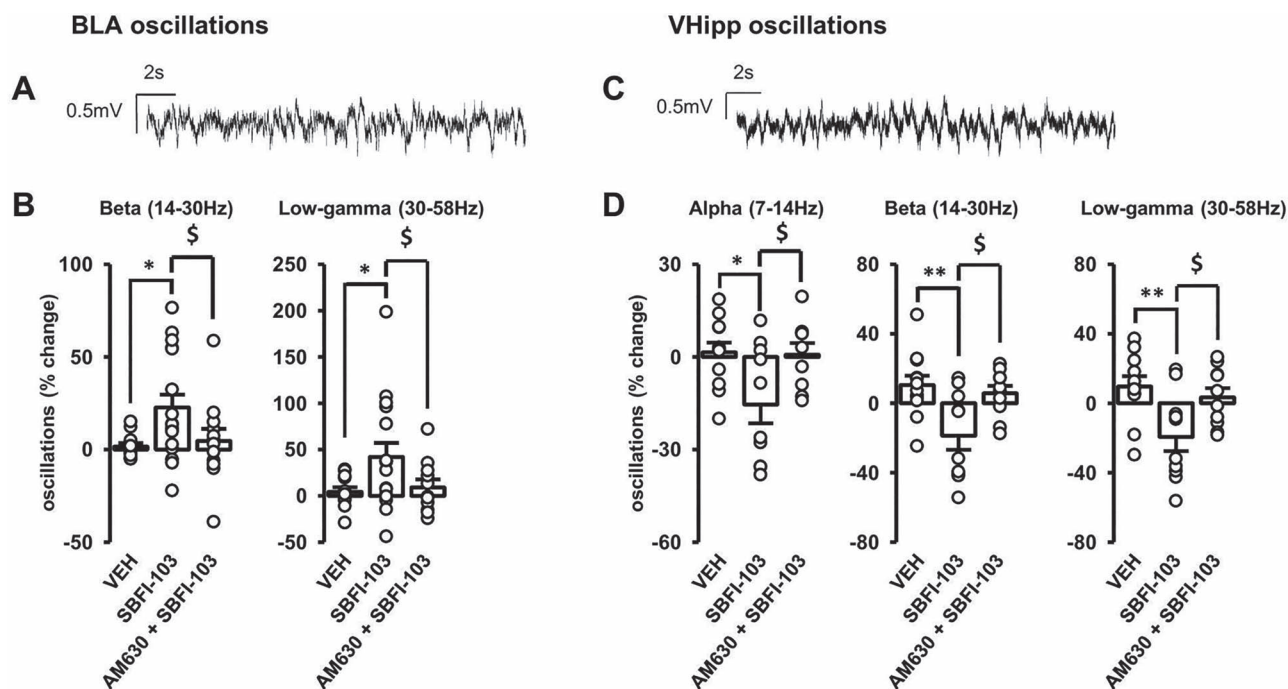 BLA oscillations
VHipp oscillations
A
2s
0.5mV
C
2s
0.5mV
B
Beta (14-30Hz)
Low-gamma (30-58Hz)
$
*
$
*
oscillations (% change)
100
50
0
-50
250
200
150
100
50
0
50
VEH
SBFI-103
AM630 + SBFI-103
VEH
SBFI-103
AM630 + SBFI-103
D
Alpha (7-14Hz)
Beta (14-30Hz)
Low-gamma (30-58Hz)
$
*
$
**
$
**
oscillations (% change)
30
0
-30
-60
80
40
0
-40
-80
80
40
0
-40
-80
VEH
SBFI-103
AM630 + SBFI-103
VEH
SBFI-103
AM630 + SBFI-103
VEH
SBFI-103
AM630 + SBFI-103